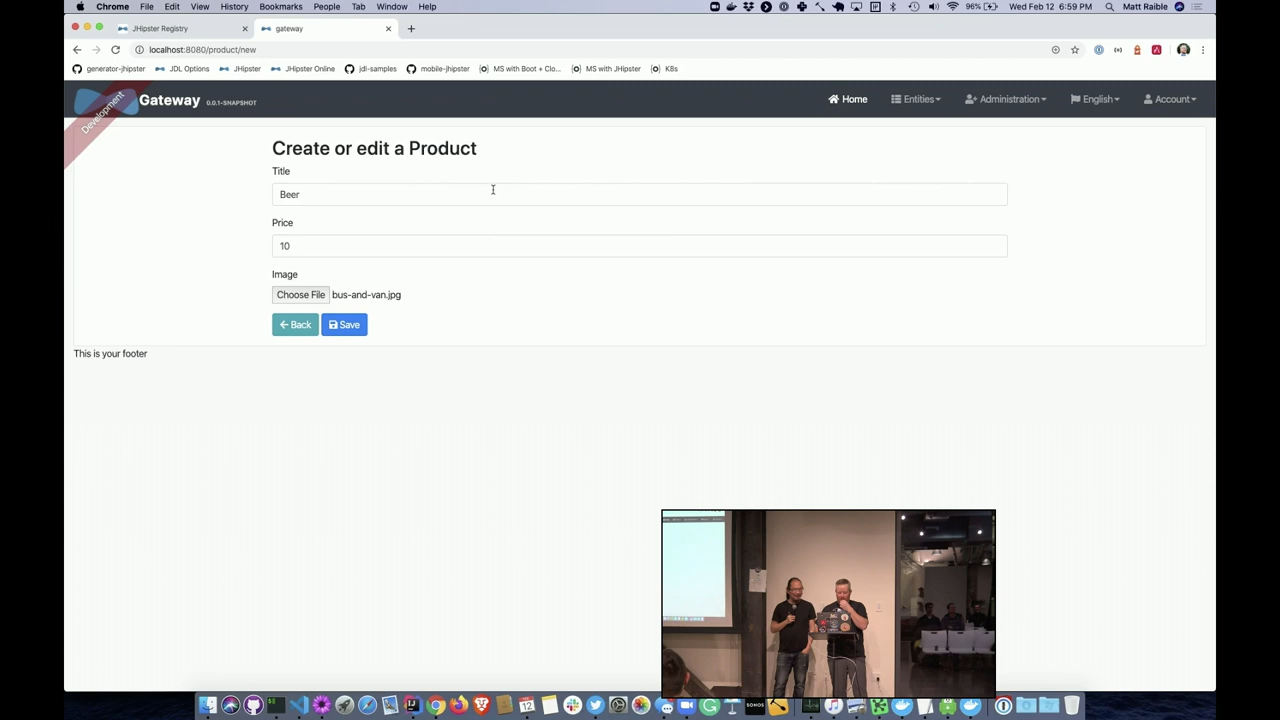 Chrome File Edit View History Bookmarks People Tab Window Help 96% Wed Feb 12 6:59 PM Matt Raible
JHipster Registry gateway
localhost:8080/product/new
generator-jhipster JDL Options JHipster JHipster Online jdl-samples mobile-jhipster MS with Boot + Clo... MS with JHipster K8s
Gateway 0.0.1-SNAPSHOT Home Entities Administration English Account
Development
Create or edit a Product
Title
Beer
Price
10
Image
Choose File bus-and-van.jpg
Back Save
This is your footer